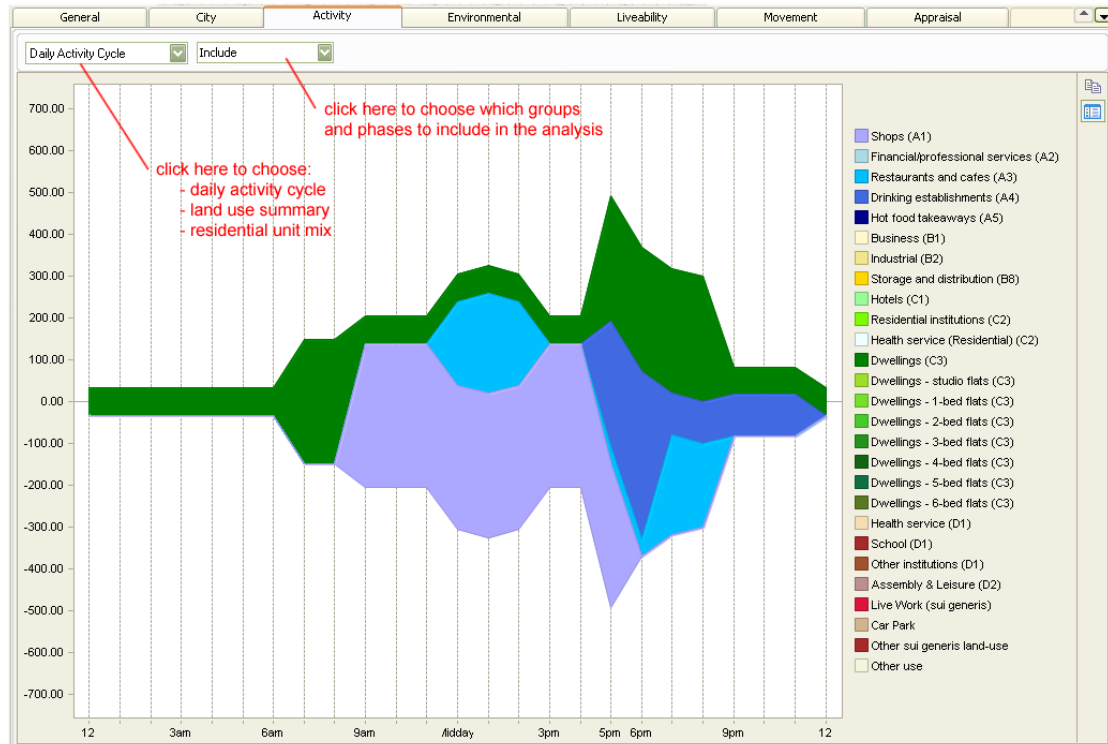 General City Activity Environmental Liveability Movement Appraisal
Daily Activity Cycle Include
click here to choose which groups
and phases to include in the analysis
click here to choose:
- daily activity cycle
- land use summary
- residential unit mix
700.00
600.00
500.00
400.00
300.00
200.00
100.00
0.00
-100.00
-200.00
-300.00
-400.00
-500.00
-600.00
-700.00
12 3am 6am 9am /lidday 3pm 5pm 6pm 9pm 12
Shops (A1)
Financial/professional services (A2)
Restaurants and cafes (A3)
Drinking establishments (A4)
Hot food takeaways (A5)
Business (B1)
Industrial (B2)
Storage and distribution (B8)
Hotels (C1)
Residential institutions (C2)
Health service (Residential) (C2)
Dwellings (C3)
Dwellings - studio flats (C3)
Dwellings - 1-bed flats (C3)
Dwellings - 2-bed flats (C3)
Dwellings - 3-bed flats (C3)
Dwellings - 4-bed flats (C3)
Dwellings - 5-bed flats (C3)
Dwellings - 6-bed flats (C3)
Health service (D1)
School (D1)
Other institutions (D1)
Assembly & Leisure (D2)
Live Work (sui generis)
Car Park
Other sui generis land-use
Other use